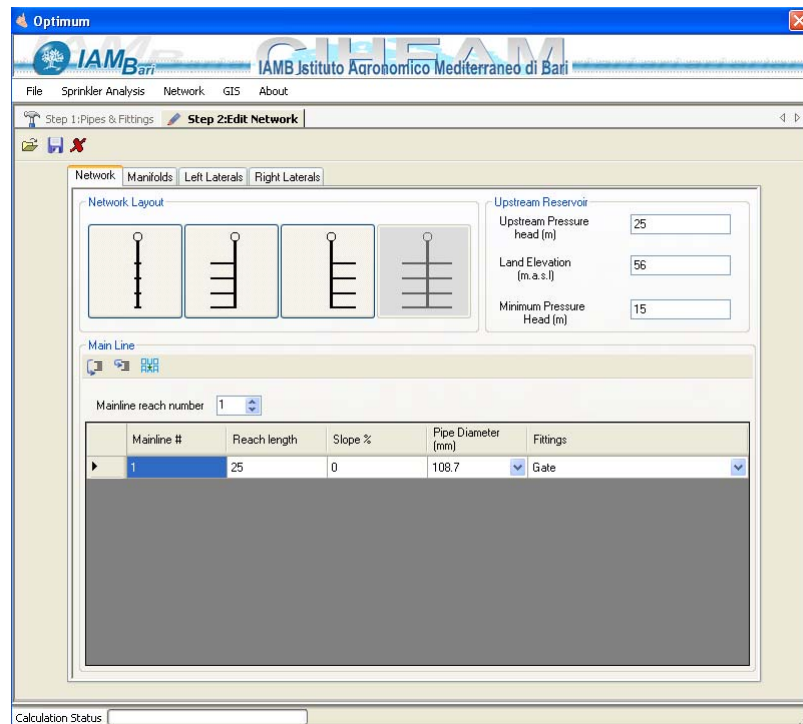 Optimum
IAMBari
CIHEAM
IAMB Istituto Agronomico Mediterraneo di Bari
File Sprinkler Analysis Network GIS About
Step 1:Pipes & Fittings Step 2:Edit Network
Network Manifolds Left Laterals Right Laterals
Network Layout
Upstream Reservoir
Upstream Pressure head (m) 25
Land Elevation (m.a.s.l) 56
Minimum Pressure Head (m) 15
Main Line
Mainline reach number 1
Mainline # Reach length Slope % Pipe Diameter (mm) Fittings
1 25 0 108.7 Gate
Calculation Status